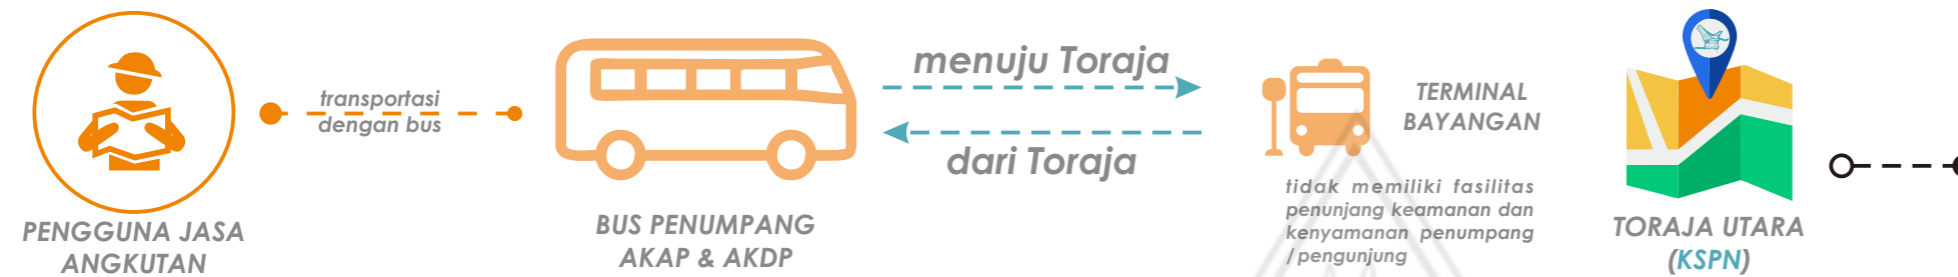 PENGGUNA JASA
ANGKUTAN
transportasi
dengan bus
BUS PENUMPANG
AKAP & AKDP
menuju Toraja
dari Toraja
TERMINAL
BAYANGAN
tidak memiliki fasilitas
penunjang keamanan dan
kenyamanan penumpang
/pengunjung
TORAJA UTARA
(KSPN)